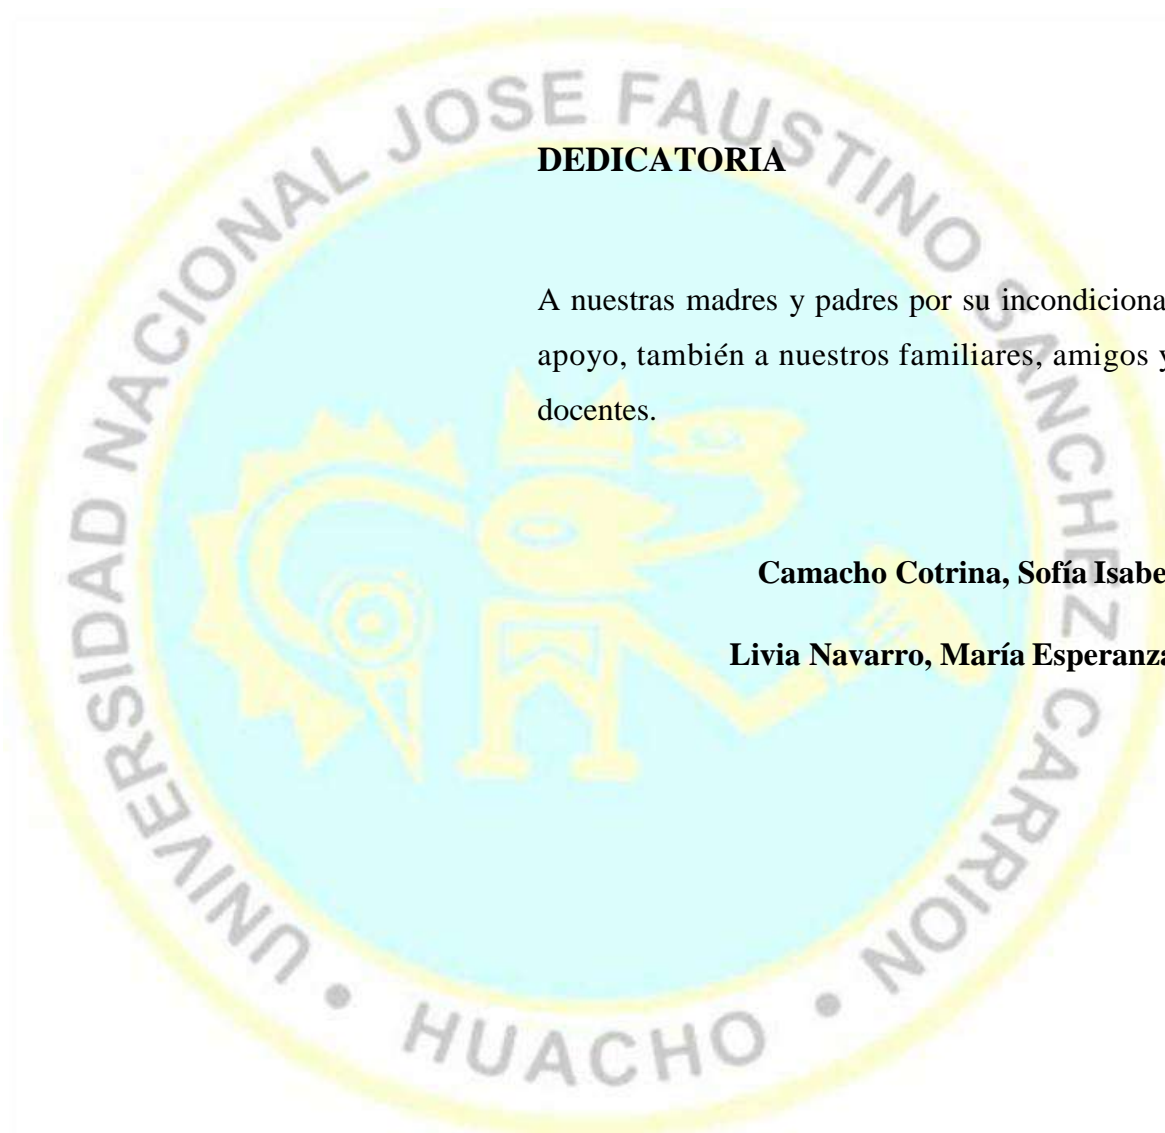 UNIVERSIDAD NACIONAL JOSE FAUSTINO SANCHEZ CARRION
• HUACHO •
DEDICATORIA
A nuestras madres y padres por su incondiciona
apoyo, también a nuestros familiares, amigos y
docentes.
Camacho Cotrina, Sofía Isabe
Livia Navarro, María Esperanza